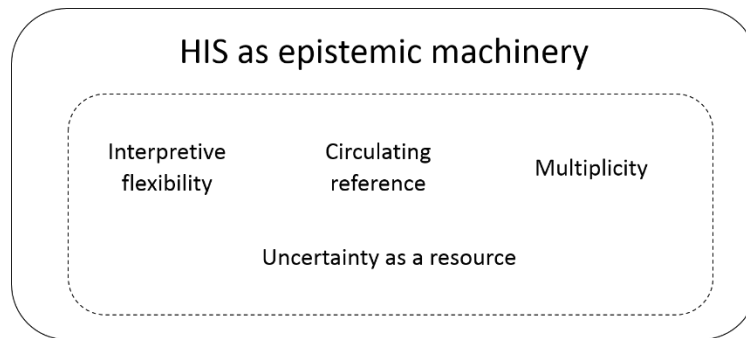 HIS as epistemic machinery
Interpretive
flexibility
Circulating
reference
Multiplicity
Uncertainty as a resource